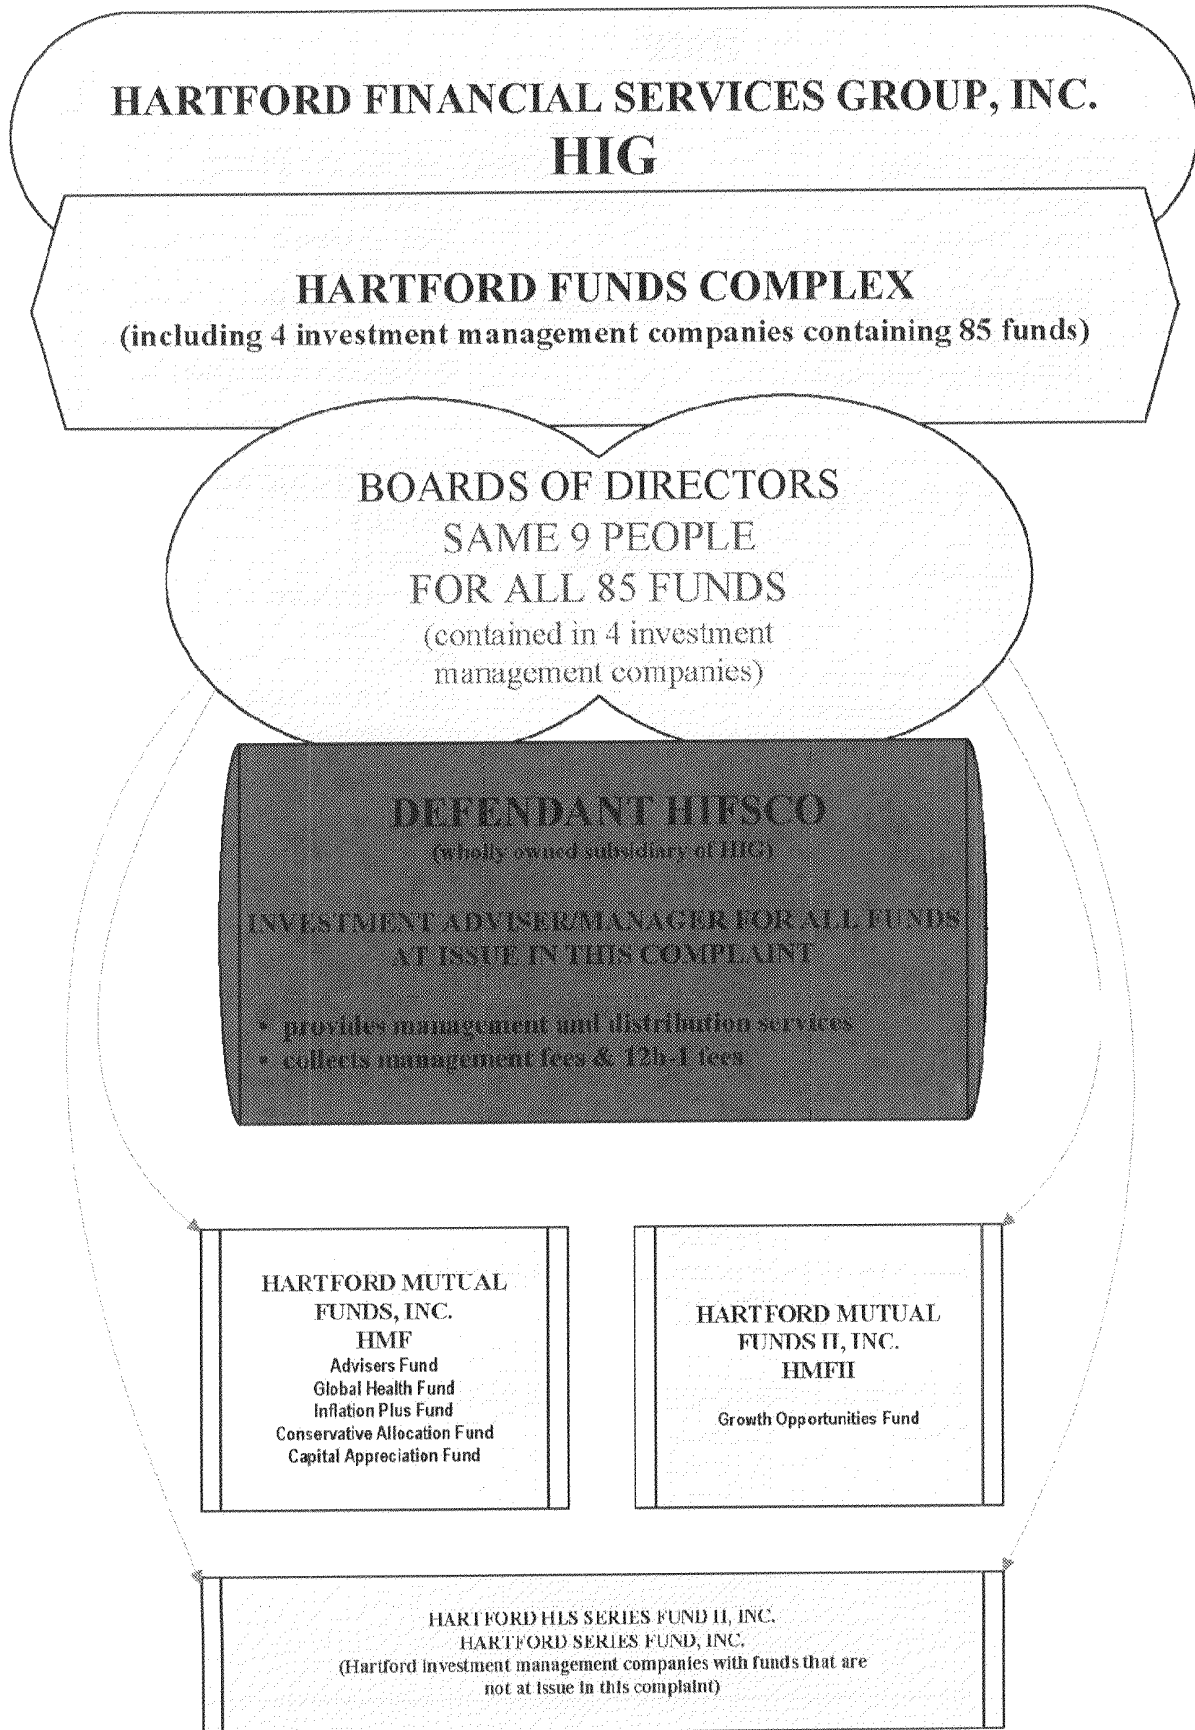 HARTFORD FINANCIAL SERVICES GROUP, INC.
HIG
HARTFORD FUNDS COMPLEX
(including 4 investment management companies containing 85 funds)
BOARDS OF DIRECTORS
SAME 9 PEOPLE
FOR ALL 85 FUNDS
(contained in 4 investment
management companies)
DEFENDANT HIFSCO
(wholly owned subsidiary of HIG)
INVESTMENT ADVISER/MANAGER FOR ALL FUNDS
AT ISSUE IN THIS COMPLAINT
• provides management and distribution services
• collects management fees & 12b-1 fees
HARTFORD MUTUAL
FUNDS, INC.
HMF
Advisers Fund
Global Health Fund
Inflation Plus Fund
Conservative Allocation Fund
Capital Appreciation Fund
HARTFORD MUTUAL
FUNDS II, INC.
HMFII
Growth Opportunities Fund
HARTFORD HLS SERIES FUND II, INC.
HARTFORD SERIES FUND, INC.
(Hartford investment management companies with funds that are
not at issue in this complaint)